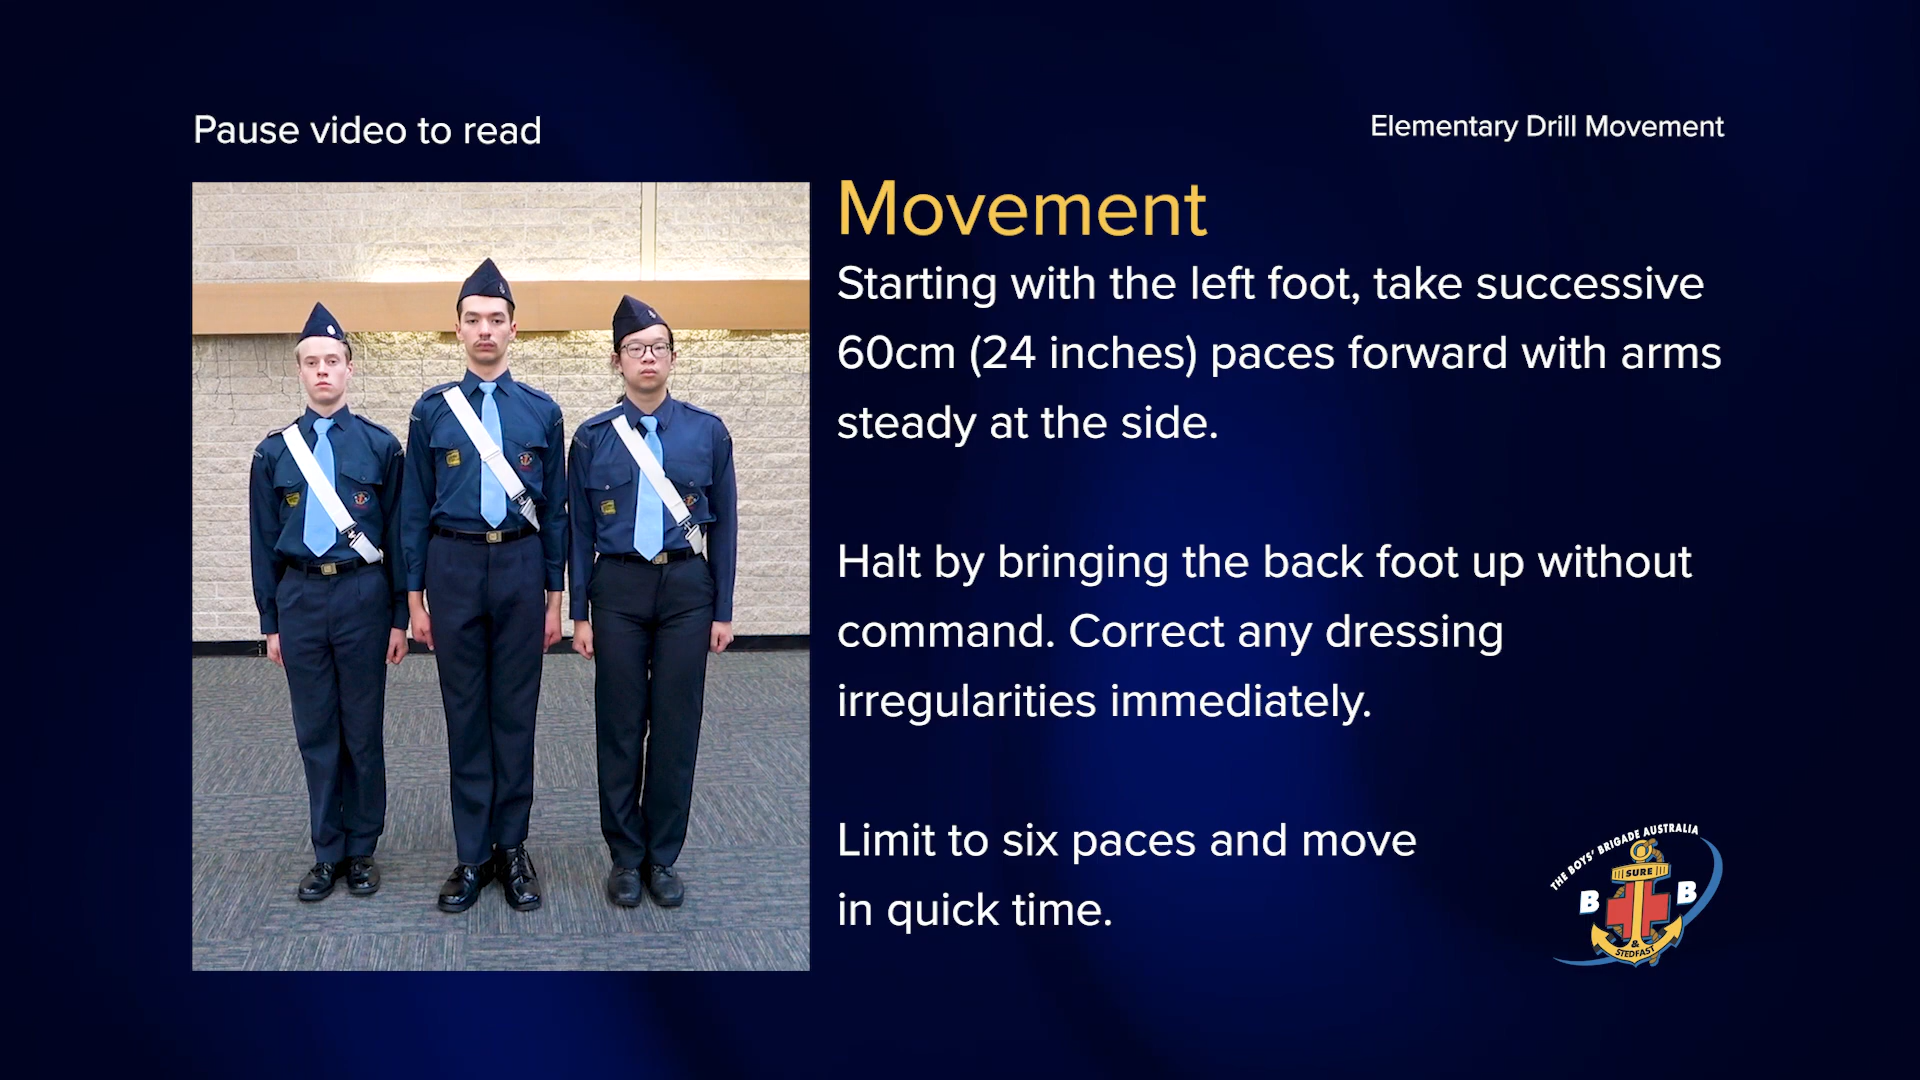 Pause video to read
Elementary Drill Movement
Movement
Starting with the left foot, take successive
60cm (24 inches) paces forward with arms
steady at the side.
Halt by bringing the back foot up without
command. Correct any dressing
irregularities immediately.
Limit to six paces and move
in quick time.
THE BOYS' BRIGADE AUSTRALIA
SURE
B B
&
STEDFAST